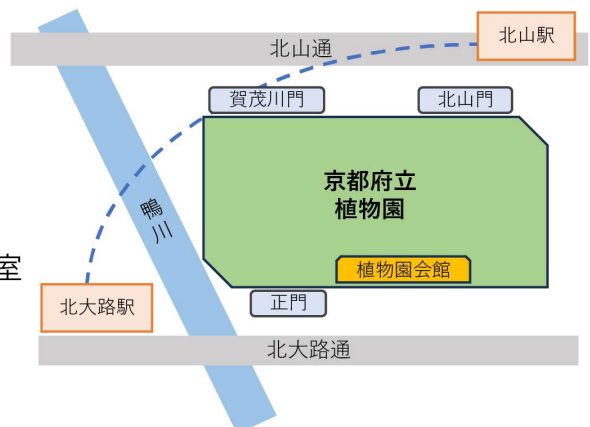 北山駅
北山通
賀茂川門
北山門
京都府立
植物園
鴨川
室
植物園会館
北大路駅
正門
北大路通